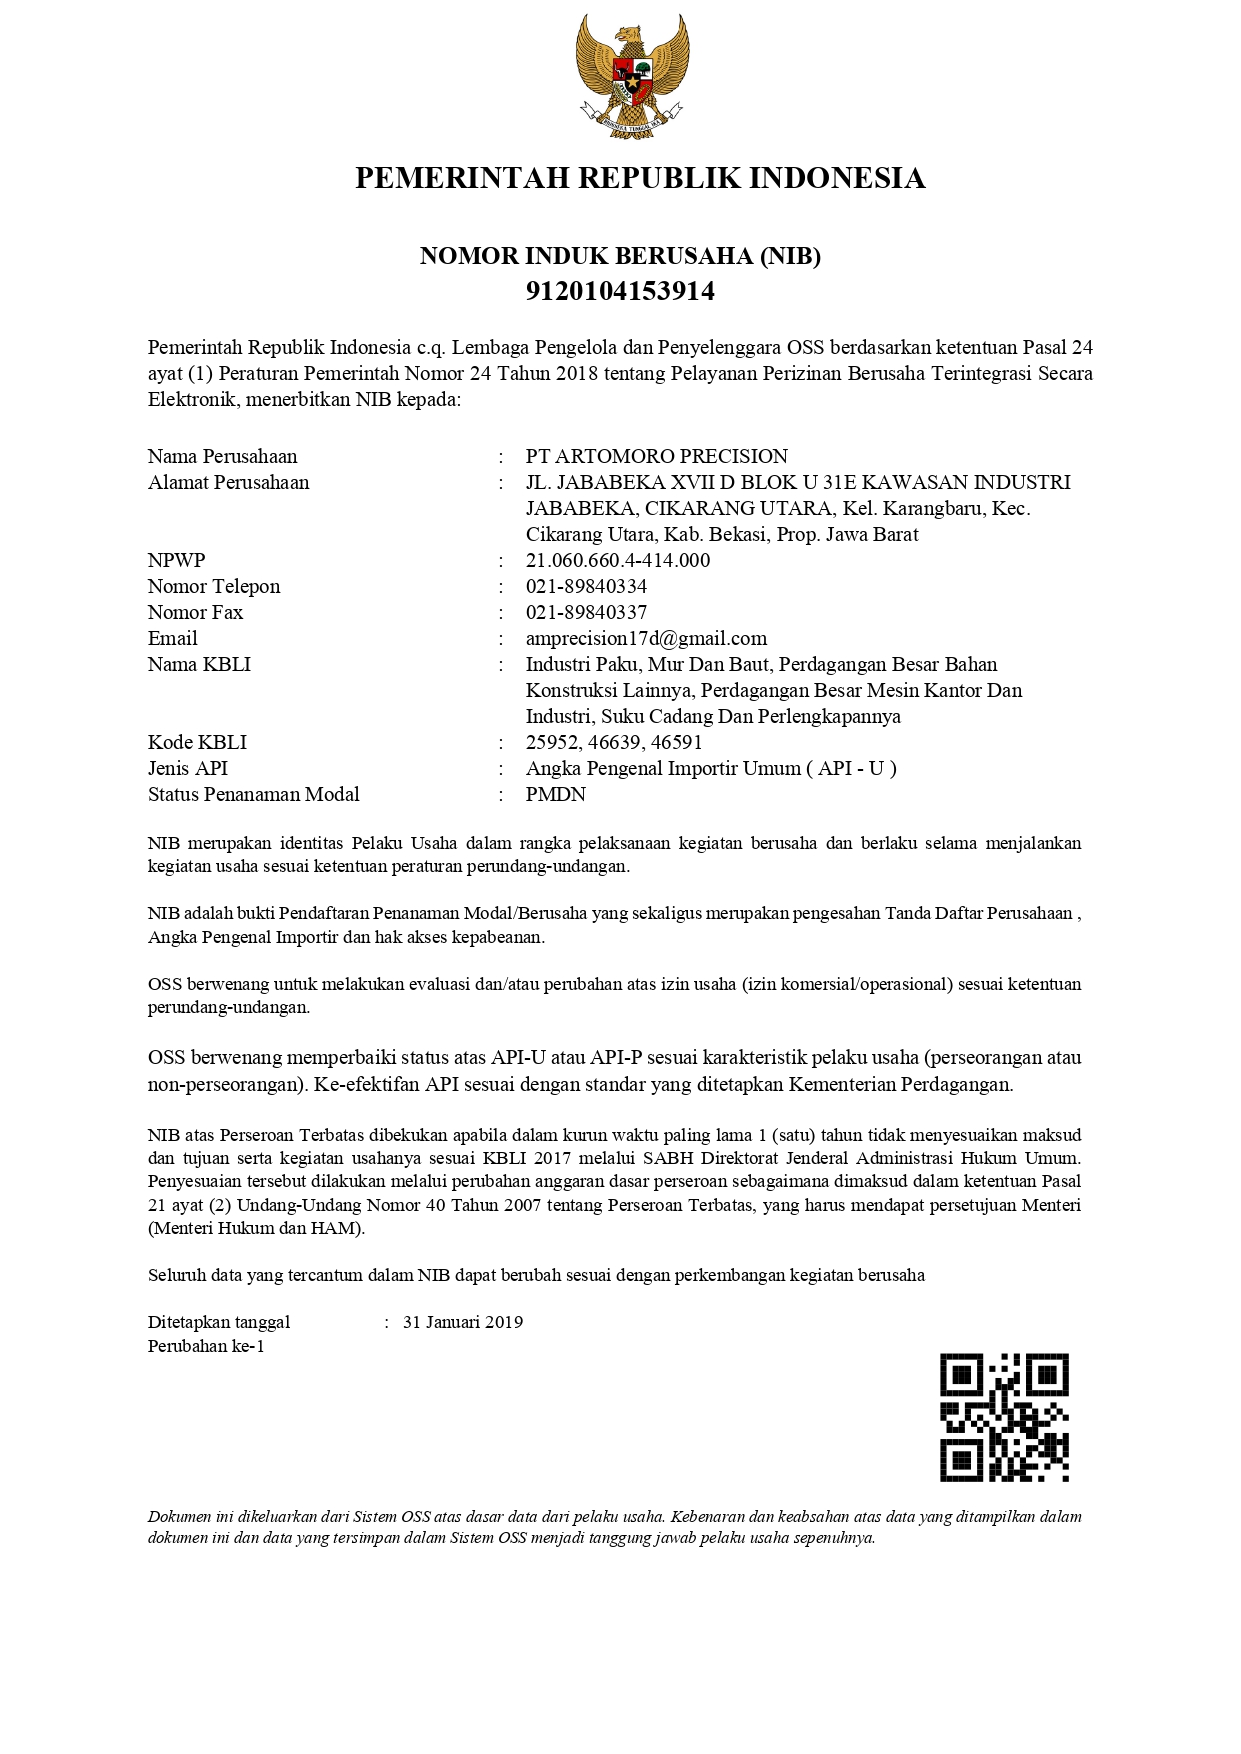 BHINNEKA TUNGGAL IKA
PEMERINTAH REPUBLIK INDONESIA
NOMOR INDUK BERUSAHA (NIB)
9120104153914
Pemerintah Republik Indonesia c.q. Lembaga Pengelola dan Penyelenggara OSS berdasarkan ketentuan Pasal 24
ayat (1) Peraturan Pemerintah Nomor 24 Tahun 2018 tentang Pelayanan Perizinan Berusaha Terintegrasi Secara
Elektronik, menerbitkan NIB kepada:
Nama Perusahaan : PT ARTOMORO PRECISION
Alamat Perusahaan : JL. JABABEKA XVII D BLOK U 31E KAWASAN INDUSTRI
JABABEKA, CIKARANG UTARA, Kel. Karangbaru, Kec.
Cikarang Utara, Kab. Bekasi, Prop. Jawa Barat
NPWP : 21.060.660.4-414.000
Nomor Telepon : 021-89840334
Nomor Fax : 021-89840337
Email : amprecision17d@gmail.com
Nama KBLI : Industri Paku, Mur Dan Baut, Perdagangan Besar Bahan
Konstruksi Lainnya, Perdagangan Besar Mesin Kantor Dan
Industri, Suku Cadang Dan Perlengkapannya
Kode KBLI : 25952, 46639, 46591
Jenis API : Angka Pengenal Importir Umum ( API - U )
Status Penanaman Modal : PMDN
NIB merupakan identitas Pelaku Usaha dalam rangka pelaksanaan kegiatan berusaha dan berlaku selama menjalankan
kegiatan usaha sesuai ketentuan peraturan perundang-undangan.
NIB adalah bukti Pendaftaran Penanaman Modal/Berusaha yang sekaligus merupakan pengesahan Tanda Daftar Perusahaan ,
Angka Pengenal Importir dan hak akses kepabeanan.
OSS berwenang untuk melakukan evaluasi dan/atau perubahan atas izin usaha (izin komersial/operasional) sesuai ketentuan
perundang-undangan.
OSS berwenang memperbaiki status atas API-U atau API-P sesuai karakteristik pelaku usaha (perseorangan atau
non-perseorangan). Ke-efektifan API sesuai dengan standar yang ditetapkan Kementerian Perdagangan.
NIB atas Perseroan Terbatas dibekukan apabila dalam kurun waktu paling lama 1 (satu) tahun tidak menyesuaikan maksud
dan tujuan serta kegiatan usahanya sesuai KBLI 2017 melalui SABH Direktorat Jenderal Administrasi Hukum Umum.
Penyesuaian tersebut dilakukan melalui perubahan anggaran dasar perseroan sebagaimana dimaksud dalam ketentuan Pasal
21 ayat (2) Undang-Undang Nomor 40 Tahun 2007 tentang Perseroan Terbatas, yang harus mendapat persetujuan Menteri
(Menteri Hukum dan HAM).
Seluruh data yang tercantum dalam NIB dapat berubah sesuai dengan perkembangan kegiatan berusaha
Ditetapkan tanggal : 31 Januari 2019
Perubahan ke-1
Dokumen ini dikeluarkan dari Sistem OSS atas dasar data dari pelaku usaha. Kebenaran dan keabsahan atas data yang ditampilkan dalam
dokumen ini dan data yang tersimpan dalam Sistem OSS menjadi tanggung jawab pelaku usaha sepenuhnya.